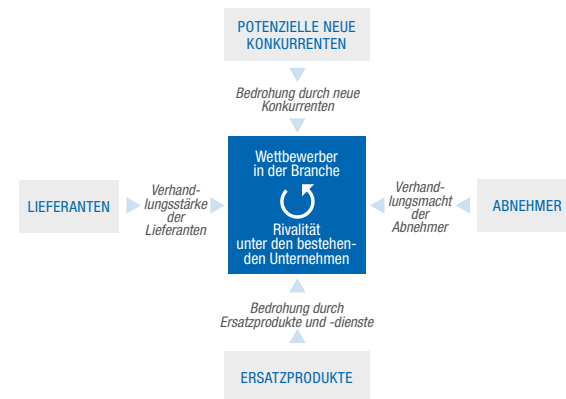 POTENZIELLE NEUE
KONKURRENTEN
Bedrohung durch neue
Konkurrenten
LIEFERANTEN
Verhand-
lungsstärke
der
Lieferanten
Wettbewerber
in der Branche
Rivalität
unter den bestehen-
den Unternehmen
Verhand-
lungsmacht
der
Abnehmer
ABNEHMER
Bedrohung durch
Ersatzprodukte und -dienste
ERSATZPRODUKTE